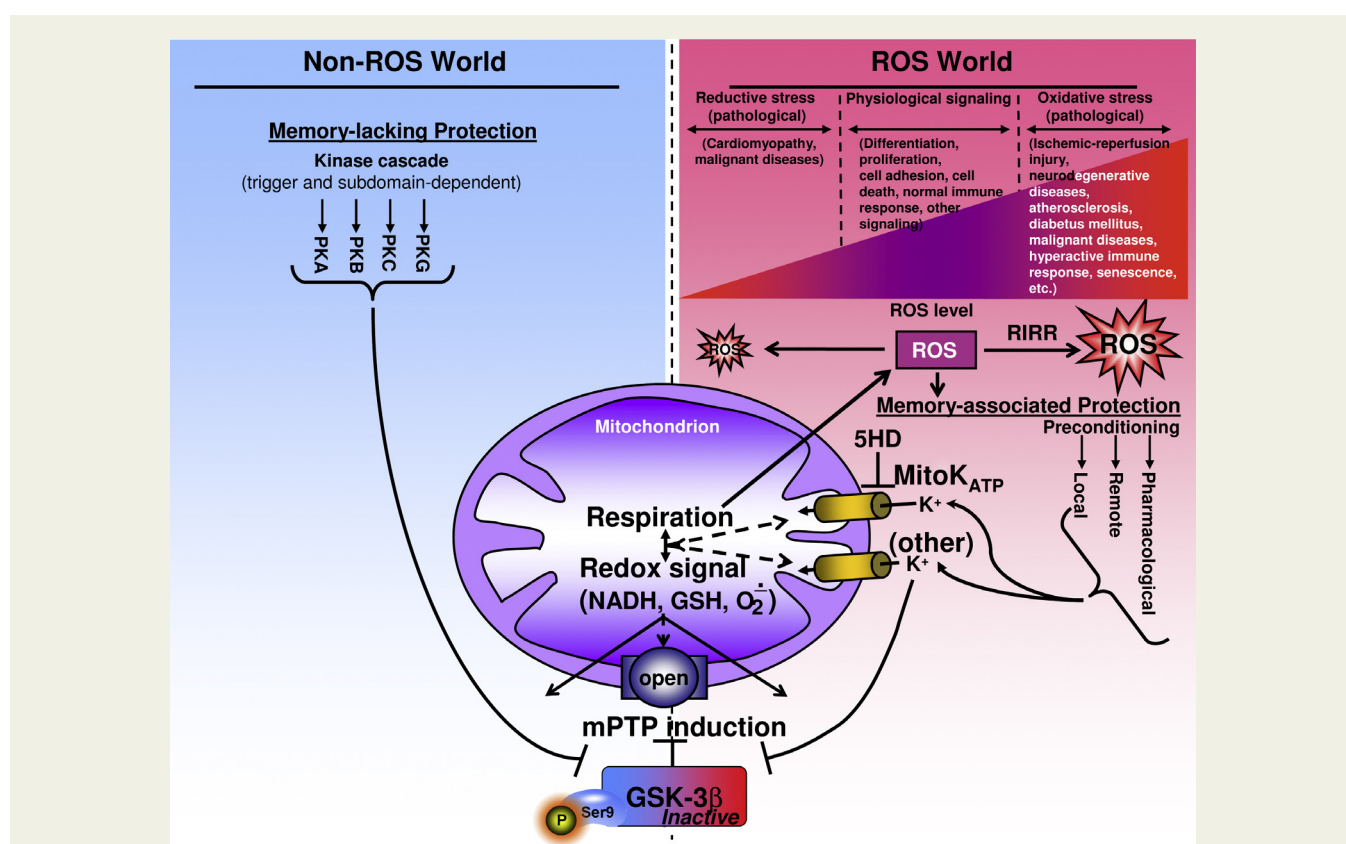 Non-ROS World
Memory-lacking Protection
Kinase cascade
(trigger and subdomain-dependent)
PKA
PKB
PKC
PKG
ROS World
Reductive stress
(pathological)
(Cardiomyopathy,
malignant diseases)
Physiological signaling
(Differentiation,
proliferation,
cell adhesion, cell
death, normal immune
response, other
signaling)
Oxidative stress
(pathological)
(Ischemic-reperfusion
injury,
neurodegenerative
diseases,
atherosclerosis,
diabetus mellitus,
malignant diseases,
hyperactive immune
response, senescence,
etc.)
ROS level
ROS
ROS
RIRR
ROS
Memory-associated Protection
Preconditioning
Local
Remote
Pharmacological
5HD
MitoK<sub>ATP</sub>
K⁺
(other)
K⁺
Mitochondrion
Respiration
Redox signal
(NADH, GSH, O₂∸)
open
mPTP induction
GSK-3β
Inactive
Ser9
P